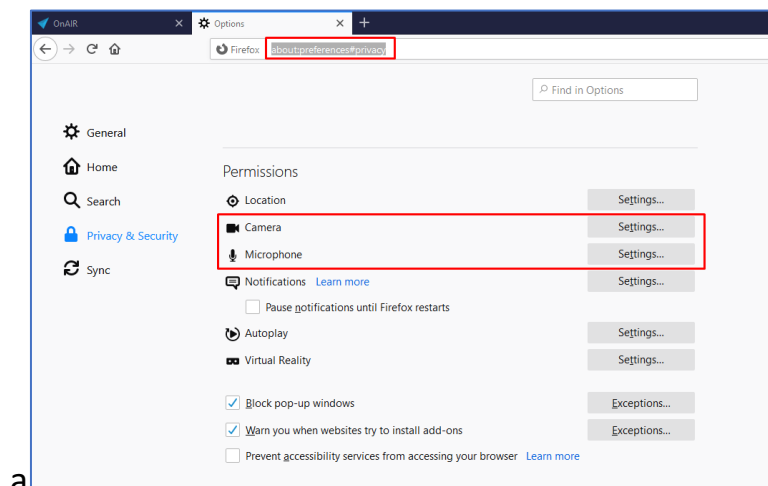 OnAIR
Options
Firefox about:preferences#privacy
Find in Options
General
Home
Search
Privacy & Security
Sync
Permissions
Location Settings...
Camera Settings...
Microphone Settings...
Notifications Learn more Settings...
Pause notifications until Firefox restarts
Autoplay Settings...
Virtual Reality Settings...
Block pop-up windows Exceptions...
Warn you when websites try to install add-ons Exceptions...
Prevent accessibility services from accessing your browser Learn more
a